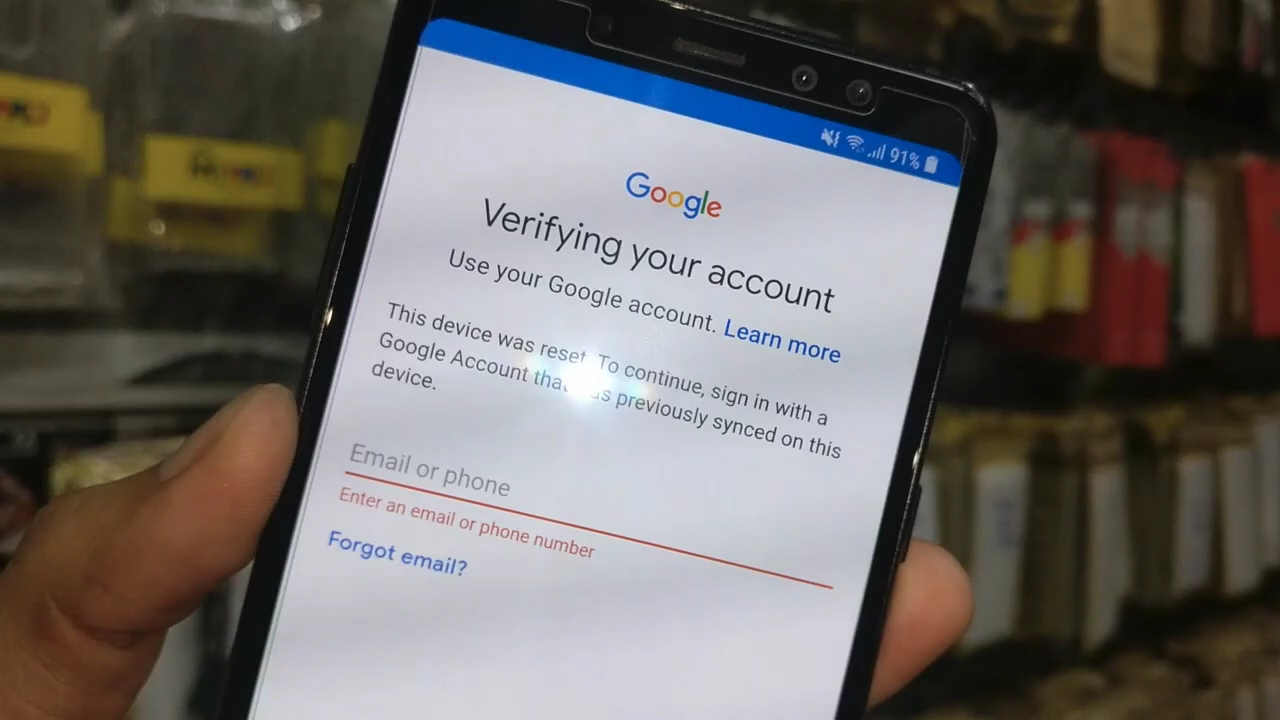 91%
Google
Verifying your account
Use your Google account. Learn more
This device was reset. To continue, sign in with a
Google Account that was previously synced on this
device.
Email or phone
Enter an email or phone number
Forgot email?